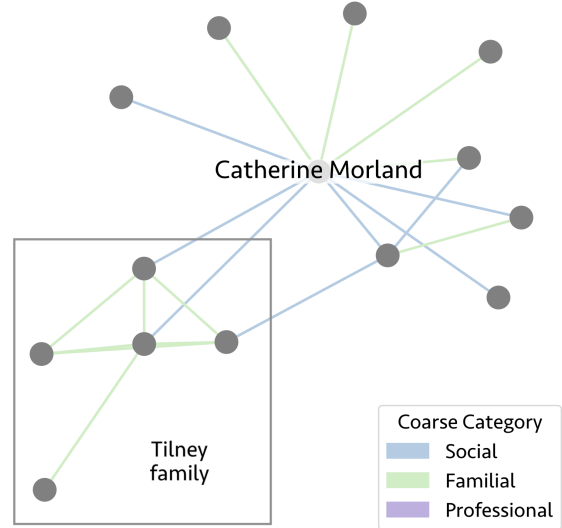 Catherine Morland
Tilney
family
Coarse Category
Social
Familial
Professional